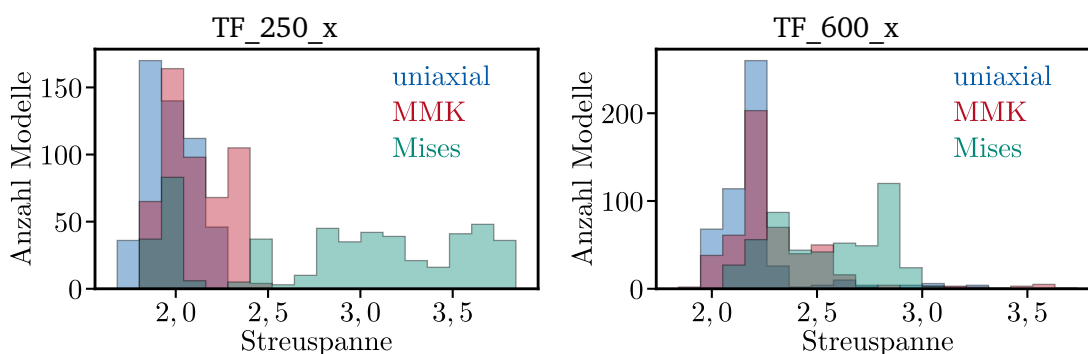 TF_250_x
Anzahl Modelle
150
100
50
0
uniaxial
MMK
Mises
2,0 2,5 3,0 3,5
Streuspanne
TF_600_x
Anzahl Modelle
200
100
0
uniaxial
MMK
Mises
2,0 2,5 3,0 3,5
Streuspanne